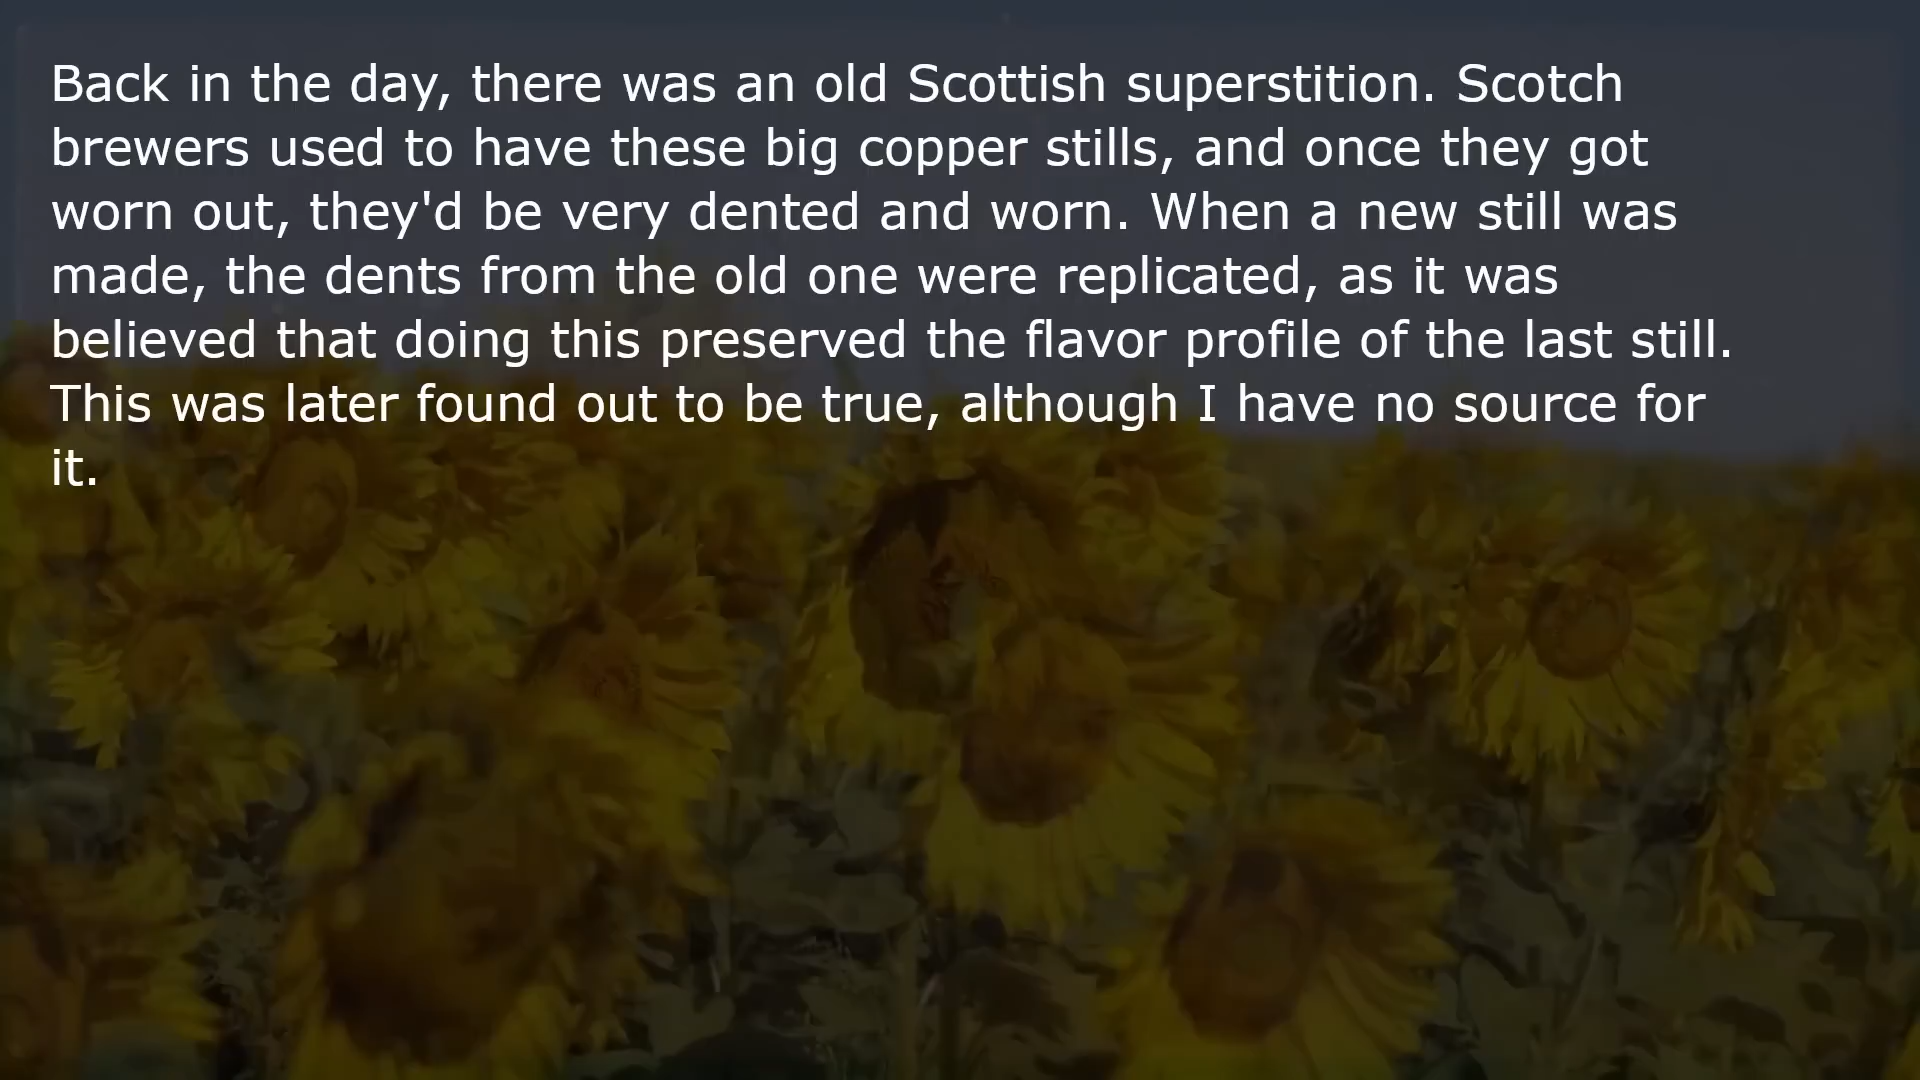 Back in the day, there was an old Scottish superstition. Scotch
brewers used to have these big copper stills, and once they got
worn out, they'd be very dented and worn. When a new still was
made, the dents from the old one were replicated, as it was
believed that doing this preserved the flavor profile of the last still.
This was later found out to be true, although I have no source for
it.